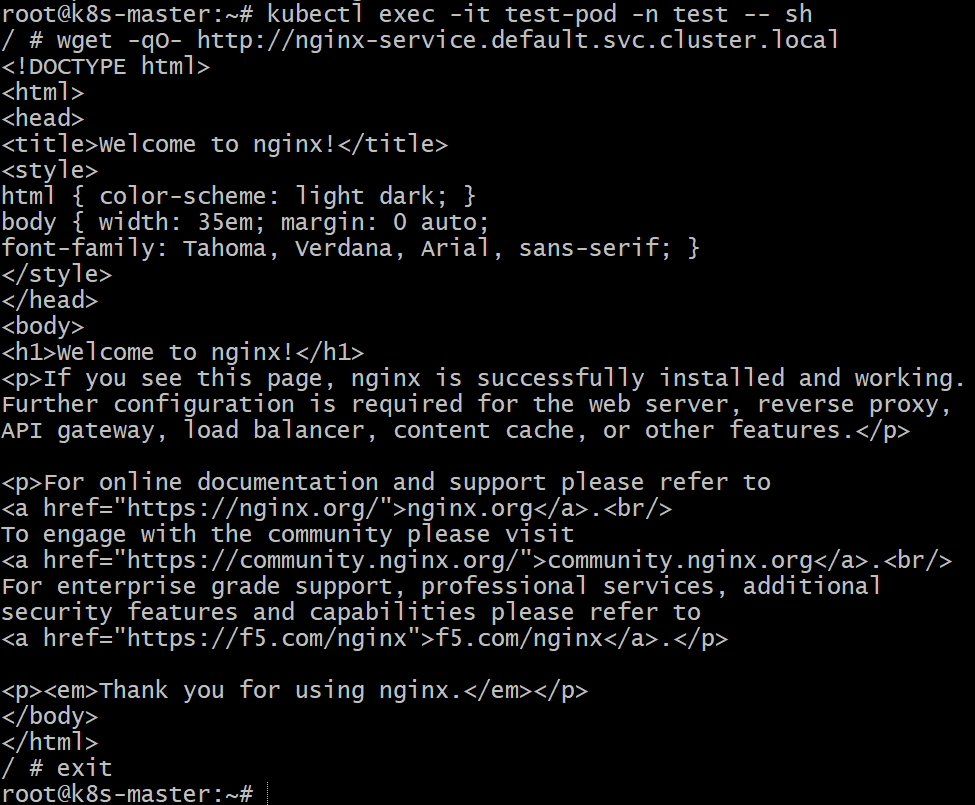 root@k8s-master:~# kubectl exec -it test-pod -n test -- sh
/ # wget -qO- http://nginx-service.default.svc.cluster.local
<!DOCTYPE html>
<html>
<head>
<title>Welcome to nginx!</title>
<style>
html { color-scheme: light dark; }
body { width: 35em; margin: 0 auto;
font-family: Tahoma, Verdana, Arial, sans-serif; }
</style>
</head>
<body>
<h1>Welcome to nginx!</h1>
<p>If you see this page, nginx is successfully installed and working.
Further configuration is required for the web server, reverse proxy,
API gateway, load balancer, content cache, or other features.</p>

<p>For online documentation and support please refer to
<a href="https://nginx.org/">nginx.org</a>.<br/>
To engage with the community please visit
<a href="https://community.nginx.org/">community.nginx.org</a>.<br/>
For enterprise grade support, professional services, additional
security features and capabilities please refer to
<a href="https://f5.com/nginx">f5.com/nginx</a>.</p>

<p><em>Thank you for using nginx.</em></p>
</body>
</html>
/ # exit
root@k8s-master:~#